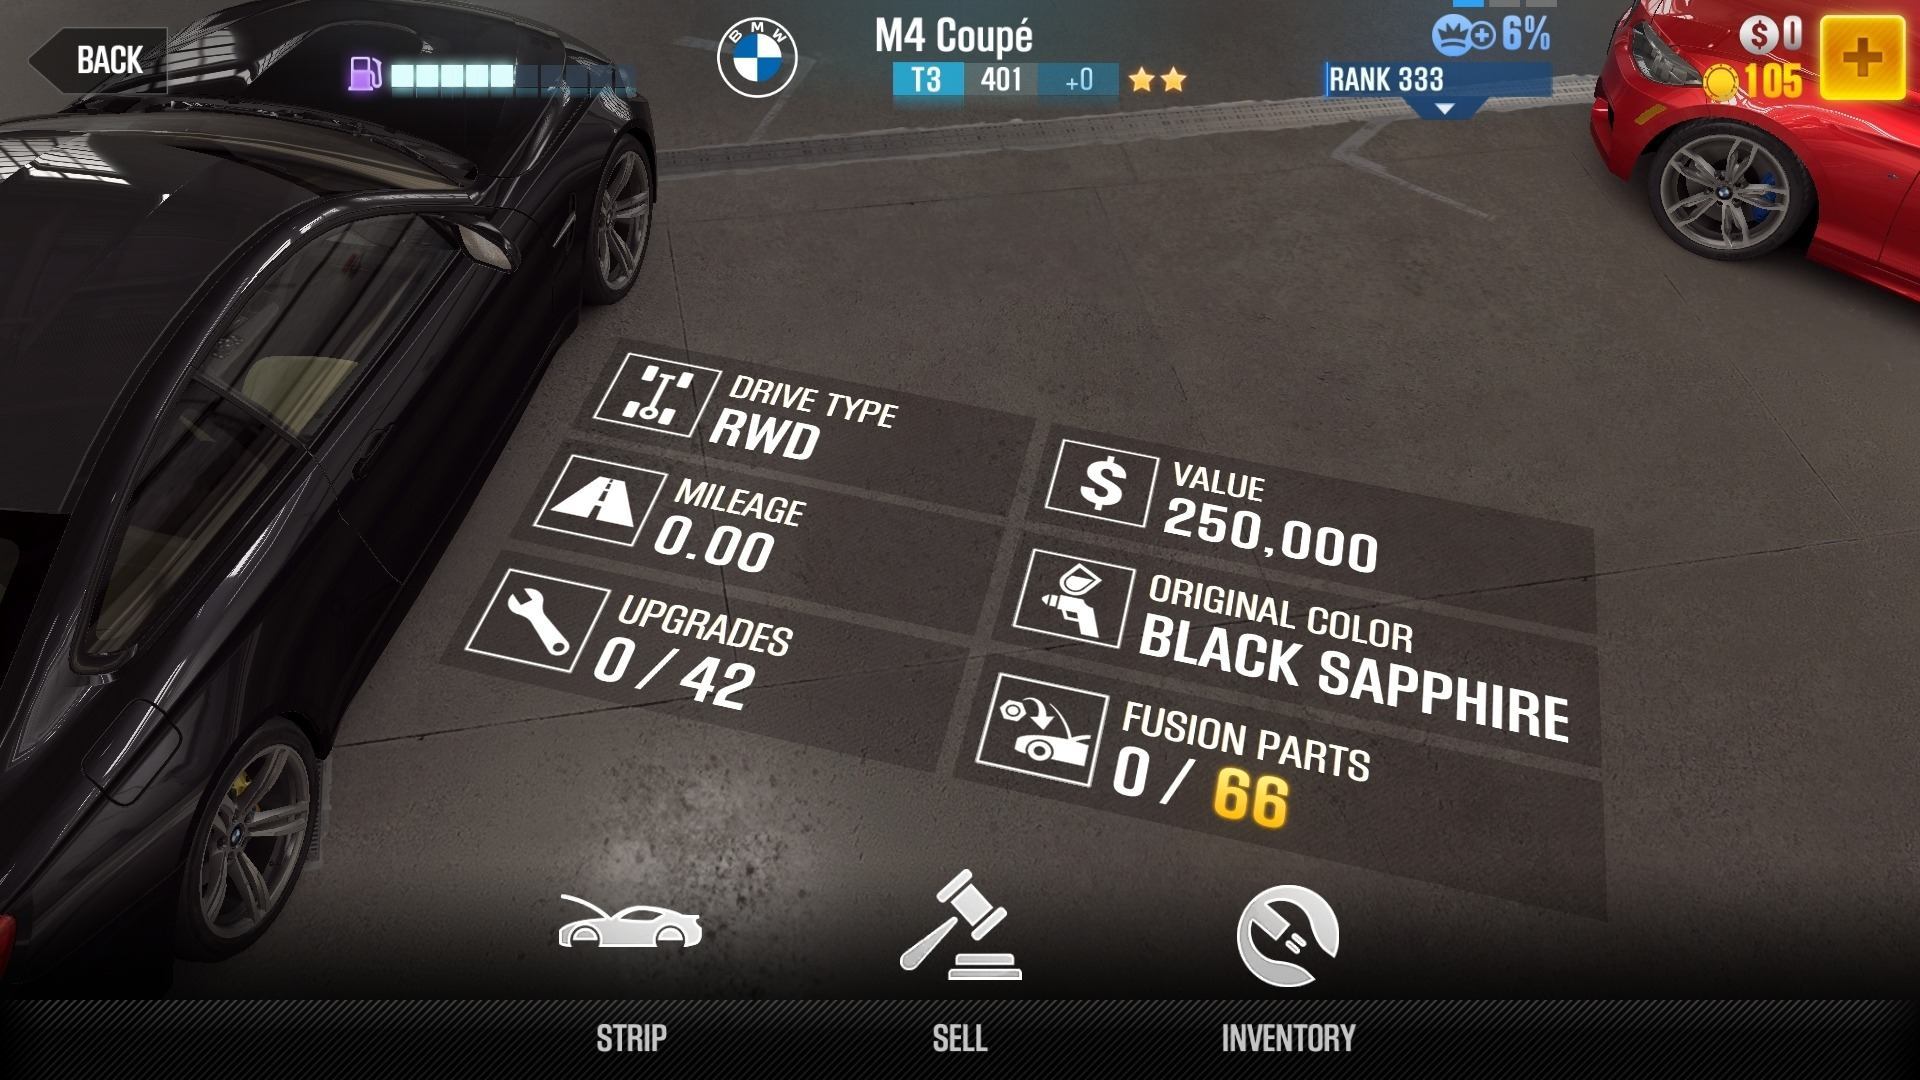 BACK
BMW
M4 Coupé
T3 401 +0
6%
RANK 333
$ 0
105
DRIVE TYPE
RWD
MILEAGE
0.00
UPGRADES
0 / 42
$
VALUE
250,000
ORIGINAL COLOR
BLACK SAPPHIRE
FUSION PARTS
0 / 66
STRIP
SELL
INVENTORY